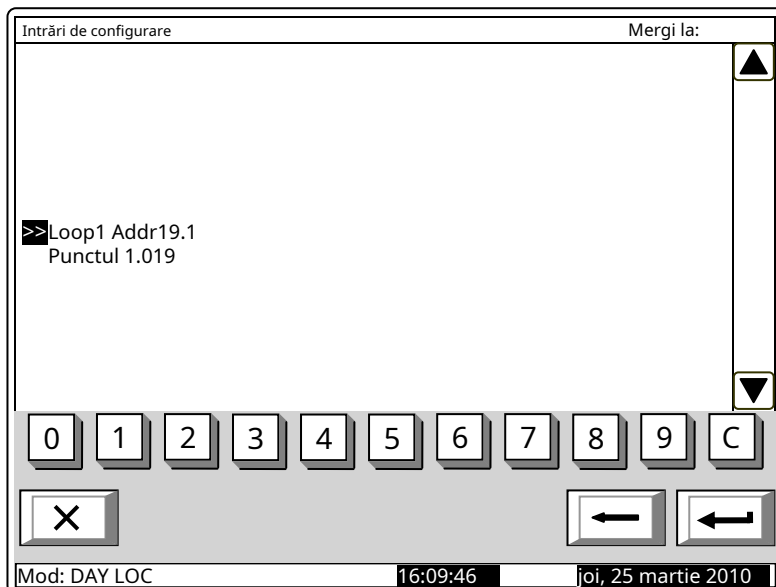 Intrări de configurare Mergi la:
>>Loop1 Addr19.1
Punctul 1.019
0 1 2 3 4 5 6 7 8 9 C
Mod: DAY LOC 16:09:46 joi, 25 martie 2010